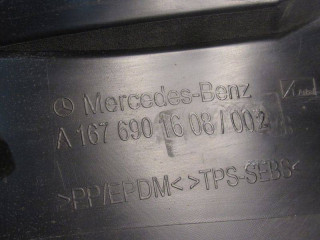 Mercedes-Benz
A 167 690 16 08 / 002
>PP/EPDM< >TPS-SEBS<